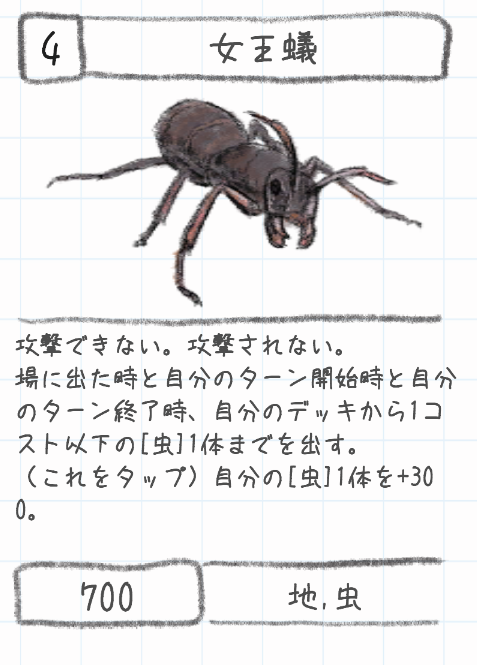 4
女王蟻
攻撃できない。攻撃されない。
場に出た時と自分のターン開始時と自分
のターン終了時、自分のデッキから1コ
スト以下の[虫]1体までを出す。
（これをタップ）自分の[虫]1体を+30
0。
700
地,虫